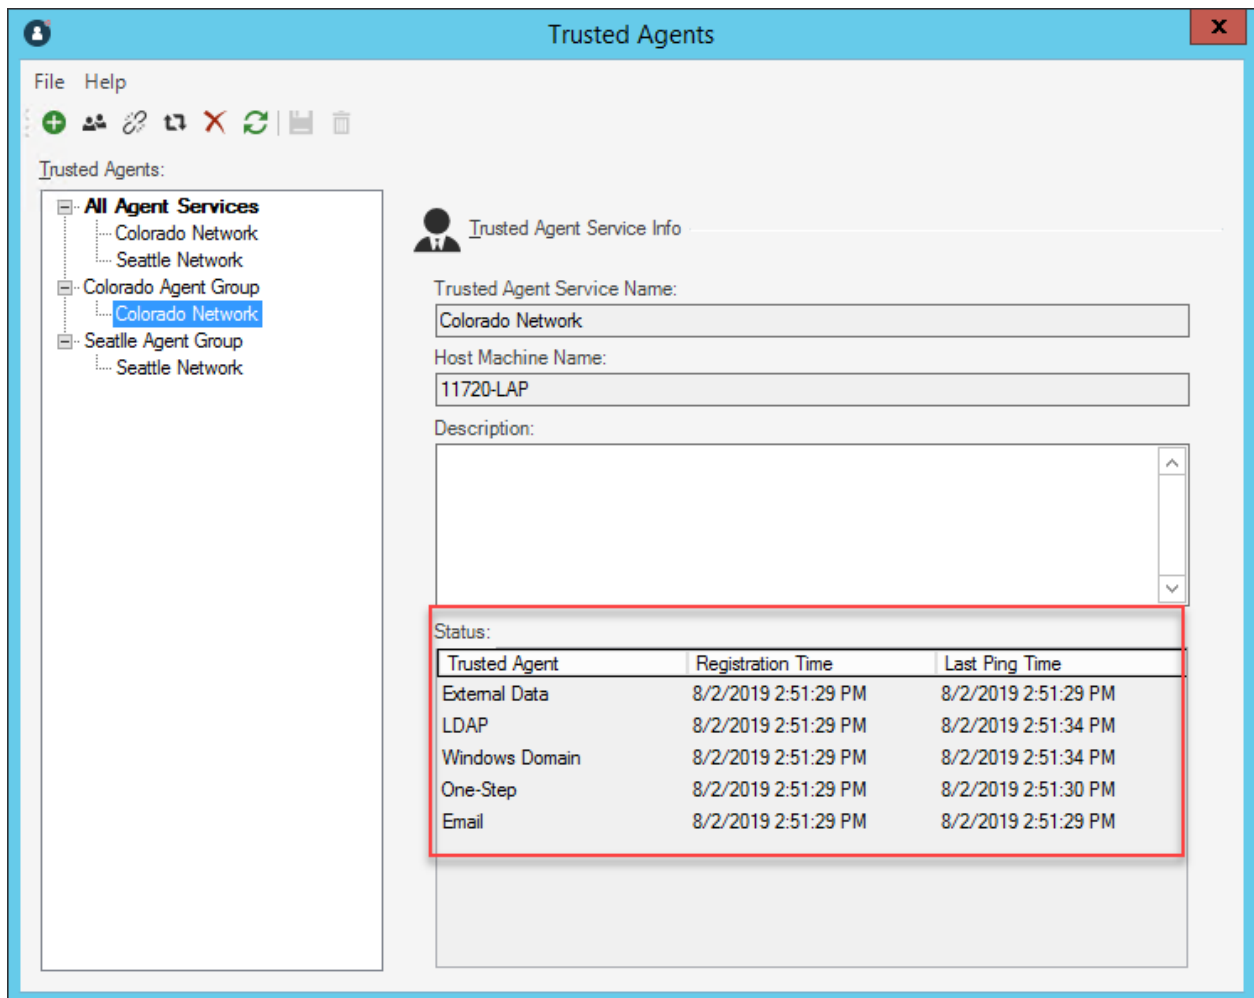 Trusted Agents
x
File Help
Trusted Agents:
All Agent Services
Colorado Network
Seattle Network
Colorado Agent Group
Colorado Network
Seatlle Agent Group
Seattle Network
Trusted Agent Service Info
Trusted Agent Service Name:
Colorado Network
Host Machine Name:
11720-LAP
Description:
Status:
Trusted Agent Registration Time Last Ping Time
External Data 8/2/2019 2:51:29 PM 8/2/2019 2:51:29 PM
LDAP 8/2/2019 2:51:29 PM 8/2/2019 2:51:34 PM
Windows Domain 8/2/2019 2:51:29 PM 8/2/2019 2:51:34 PM
One-Step 8/2/2019 2:51:29 PM 8/2/2019 2:51:30 PM
Email 8/2/2019 2:51:29 PM 8/2/2019 2:51:29 PM